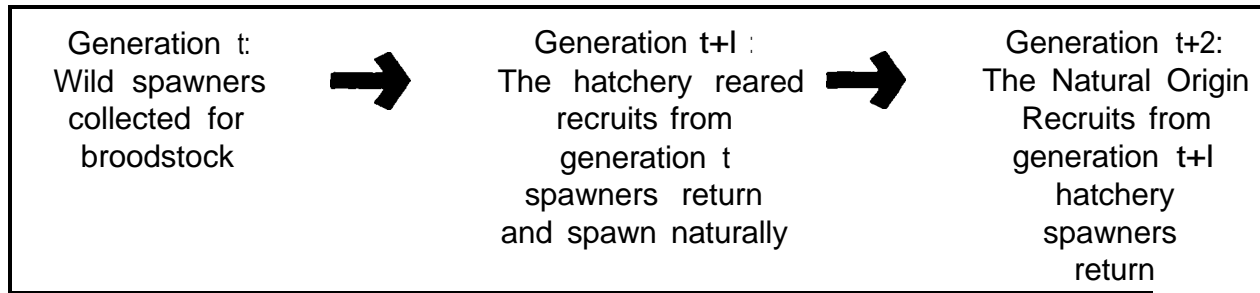 Generation t:
Wild spawners
collected for
broodstock
Generation t+l :
The hatchery reared
recruits from
generation t
spawners return
and spawn naturally
Generation t+2:
The Natural Origin
Recruits from
generation t+l
hatchery
spawners
return